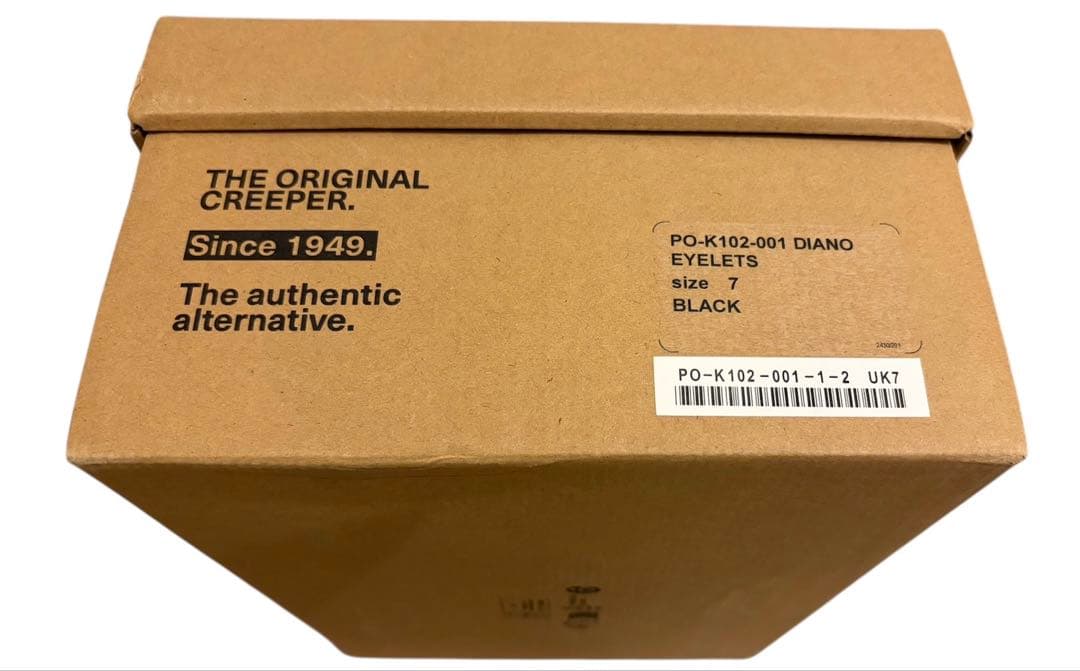 THE ORIGINAL
CREEPER.
Since 1949.
The authentic
alternative.
PO-K102-001 DIANO
EYELETS
size 7
BLACK
PO-K102-001-1-2 UK7